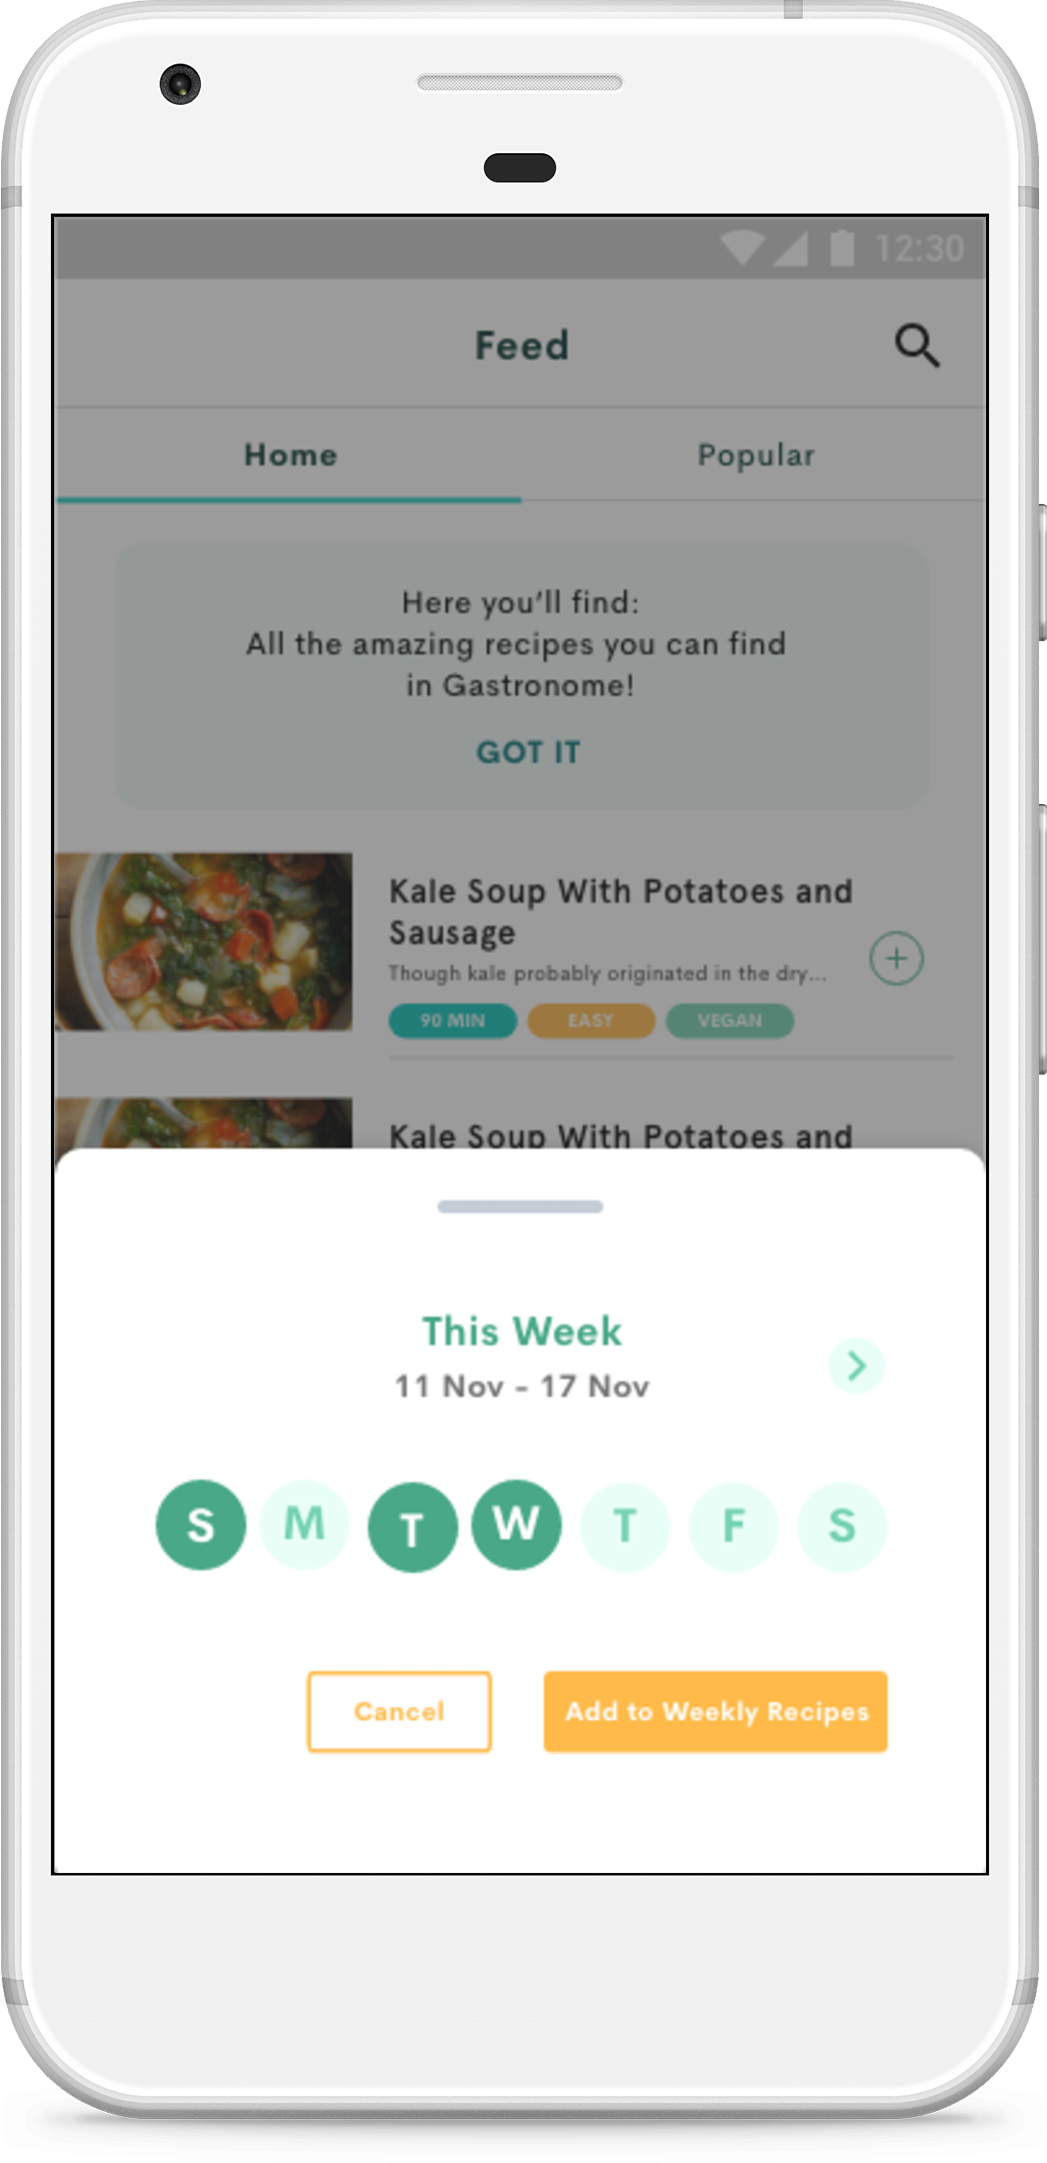 12:30
Feed
Home
Popular
Here you'll find:
All the amazing recipes you can find
in Gastronome!
GOT IT
Kale Soup With Potatoes and
Sausage
Though kale probably originated in the dry...
90 MIN
EASY
VEGAN
Kale Soup With Potatoes and
This Week
11 Nov - 17 Nov
S M T W T F S
Cancel
Add to Weekly Recipes